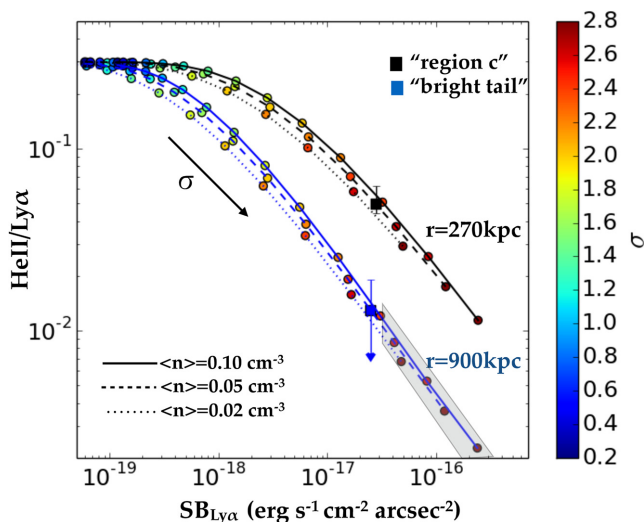 2.8
2.6
2.4
2.2
2.0
1.8
1.6
1.4
1.2
1.0
0.8
0.6
0.4
0.2
σ
"region c"
"bright tail"
10⁻¹
10⁻²
HeII/Lyα
σ
r=270kpc
r=900kpc
<n>=0.10 cm⁻³
<n>=0.05 cm⁻³
<n>=0.02 cm⁻³
10⁻¹⁹
10⁻¹⁸
10⁻¹⁷
10⁻¹⁶
SB_Lyα (erg s⁻¹ cm⁻² arcsec⁻²)